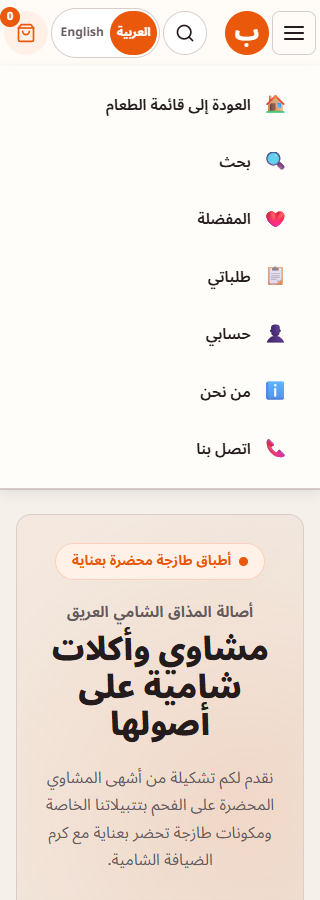 ب
العربية
English
0
العودة إلى قائمة الطعام
بحث
المفضلة
طلباتي
حسابي
من نحن
اتصل بنا
أطباق طازجة محضرة بعناية
أصالة المذاق الشامي العريق
مشاوي وأكلات
شامية على
أصولها
نقدم لكم تشكيلة من أشهى المشاوي
المحضرة على الفحم بتتبيلاتنا الخاصة
ومكونات طازجة تحضر بعناية مع كرم
الضيافة الشامية.